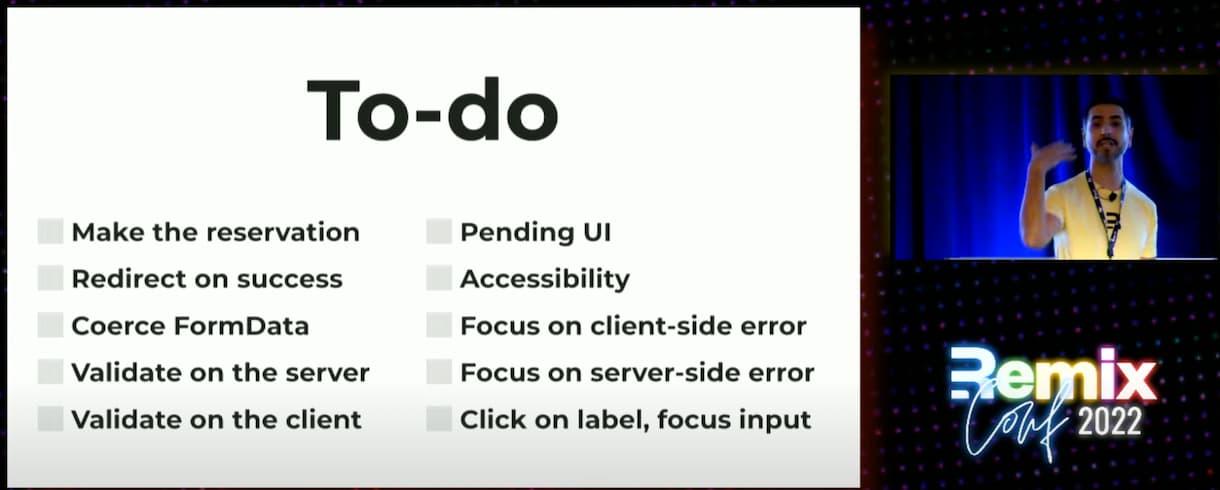 To-do
Make the reservation
Redirect on success
Coerce FormData
Validate on the server
Validate on the client
Pending UI
Accessibility
Focus on client-side error
Focus on server-side error
Click on label, focus input
Remix
Conf 2022